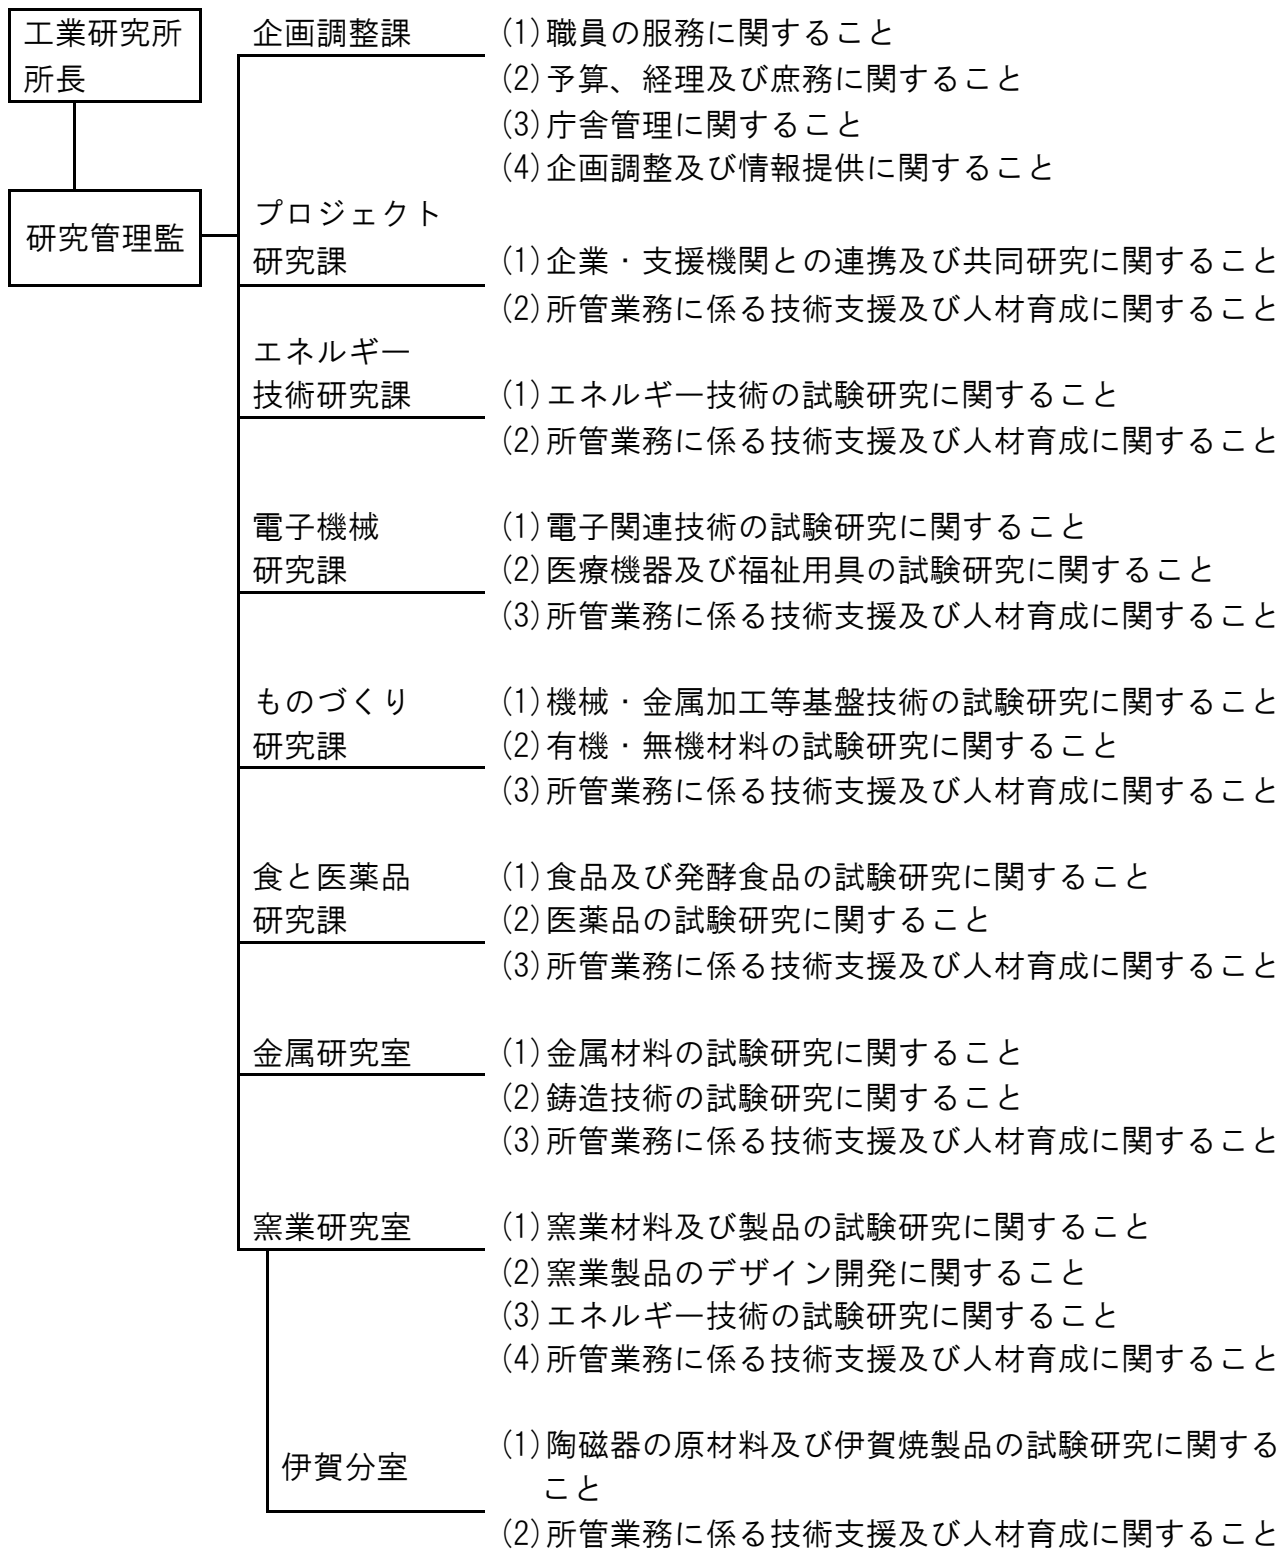 工業研究所
所長
研究管理監
企画調整課
(1)職員の服務に関すること
(2)予算、経理及び庶務に関すること
(3)庁舎管理に関すること
(4)企画調整及び情報提供に関すること
プロジェクト
研究課
(1)企業・支援機関との連携及び共同研究に関すること
(2)所管業務に係る技術支援及び人材育成に関すること
エネルギー
技術研究課
(1)エネルギー技術の試験研究に関すること
(2)所管業務に係る技術支援及び人材育成に関すること
電子機械
研究課
(1)電子関連技術の試験研究に関すること
(2)医療機器及び福祉用具の試験研究に関すること
(3)所管業務に係る技術支援及び人材育成に関すること
ものづくり
研究課
(1)機械・金属加工等基盤技術の試験研究に関すること
(2)有機・無機材料の試験研究に関すること
(3)所管業務に係る技術支援及び人材育成に関すること
食と医薬品
研究課
(1)食品及び発酵食品の試験研究に関すること
(2)医薬品の試験研究に関すること
(3)所管業務に係る技術支援及び人材育成に関すること
金属研究室
(1)金属材料の試験研究に関すること
(2)鋳造技術の試験研究に関すること
(3)所管業務に係る技術支援及び人材育成に関すること
窯業研究室
(1)窯業材料及び製品の試験研究に関すること
(2)窯業製品のデザイン開発に関すること
(3)エネルギー技術の試験研究に関すること
(4)所管業務に係る技術支援及び人材育成に関すること
伊賀分室
(1)陶磁器の原材料及び伊賀焼製品の試験研究に関する
こと
(2)所管業務に係る技術支援及び人材育成に関すること